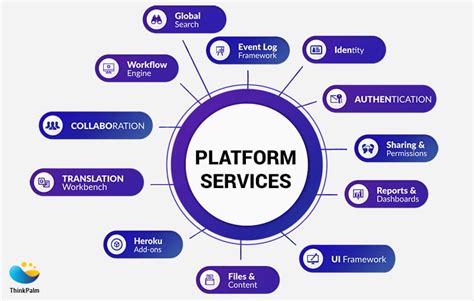 Global
Search
Event Log
Framework
Identity
Workflow
Engine
AUTHENTICATION
COLLABORATION
PLATFORM
SERVICES
Sharing &
Permissions
TRANSLATION
Workbench
Reports &
Dashboards
Heroku
Add-ons
UI Framework
Files &
Content
ThinkPalm